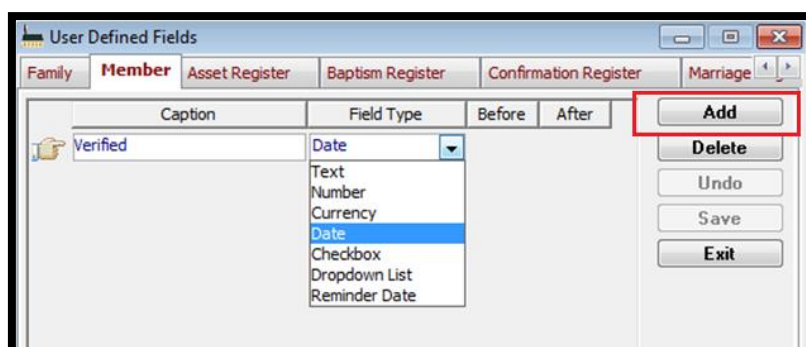 User Defined Fields
Family Member Asset Register Baptism Register Confirmation Register Marriage
Caption Field Type Before After Add
Verified Date Delete
Text
Number Undo
Currency
Date Save
Checkbox Exit
Dropdown List
Reminder Date